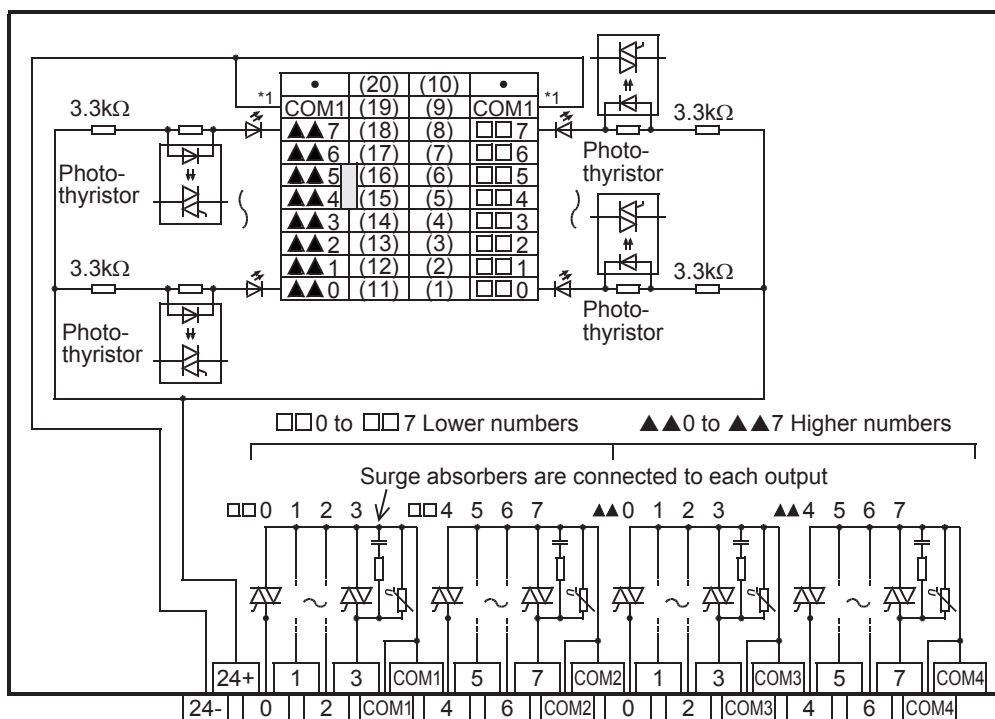 • (20) (10) •
*1 COM1 (19) (9) COM1 *1
3.3kΩ ▲▲7 (18) (8) □□7 3.3kΩ
▲▲6 (17) (7) □□6
▲▲5 (16) (6) □□5
▲▲4 (15) (5) □□4
▲▲3 (14) (4) □□3
▲▲2 (13) (3) □□2
▲▲1 (12) (2) □□1
▲▲0 (11) (1) □□0
Photo-
thyristor
Photo-
thyristor
3.3kΩ
3.3kΩ
Photo-
thyristor
Photo-
thyristor
□□0 to □□7 Lower numbers ▲▲0 to ▲▲7 Higher numbers
Surge absorbers are connected to each output
□□0 1 2 3 □□4 5 6 7 ▲▲0 1 2 3 ▲▲4 5 6 7
U U U U
24+ 1 3 COM1 5 7 COM2 1 3 COM3 5 7 COM4
24- 0 2 COM1 4 6 COM2 0 2 COM3 4 6 COM4